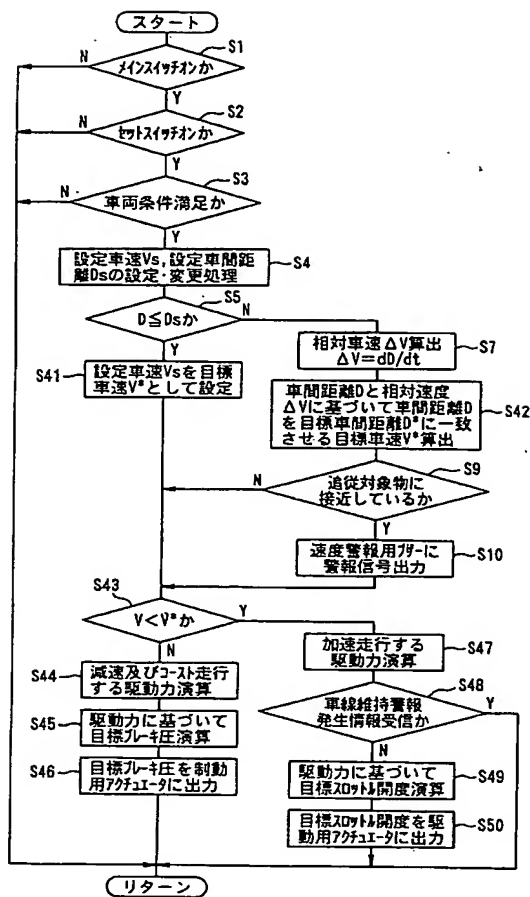 スタート
S1
N
メインスイッチオンか
Y
S2
N
セットスイッチオンか
Y
S3
N
車両条件満足か
Y
設定車速Vs,設定車間距
離Dsの設定・変更処理
S4
S5
D≦Dsか
N
Y
S41
設定車速Vsを目標
車速V*として設定
相対車速ΔV算出
ΔV=dD/dt
S7
車間距離Dと相対速度
ΔVに基づいて車間距離D
を目標車間距離D*に一致
させる目標車速V*算出
S42
S9
N
追従対象物に
接近しているか
Y
速度警報用ブザーに
警報信号出力
S10
S43
V<V*か
Y
N
S44
減速及びコースト走行
する駆動力演算
S45
駆動力に基づいて
目標ブレーキ圧演算
S46
目標ブレーキ圧を制動
用アクチュエータに出力
加速走行する
駆動力演算
S47
S48
車線維持警報
発生情報受信か
Y
N
駆動力に基づいて
目標スロットル開度演算
S49
目標スロットル開度を駆
動用アクチュエータに出力
S50
リターン